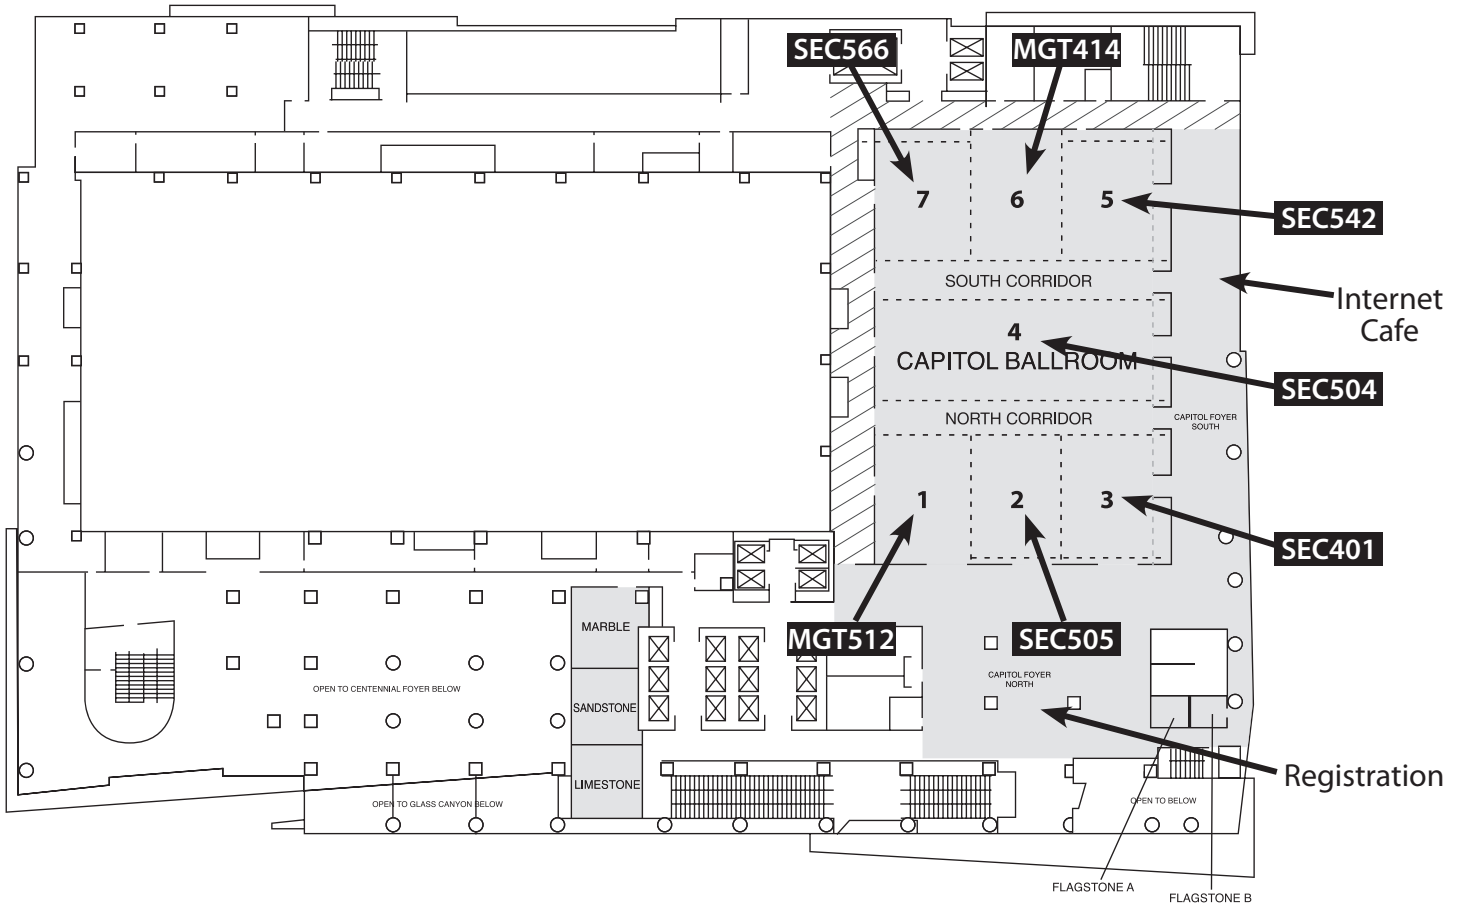 SEC566
MGT414
7
6
5
SEC542
SOUTH CORRIDOR
Internet
Cafe
4
CAPITOL BALLROOM
SEC504
NORTH CORRIDOR
CAPITOL FOYER
SOUTH
1
2
3
SEC401
MARBLE
MGT512
SEC505
CAPITOL FOYER
NORTH
OPEN TO CENTENNIAL FOYER BELOW
SANDSTONE
Registration
LIMESTONE
OPEN TO GLASS CANYON BELOW
OPEN TO BELOW
FLAGSTONE A
FLAGSTONE B